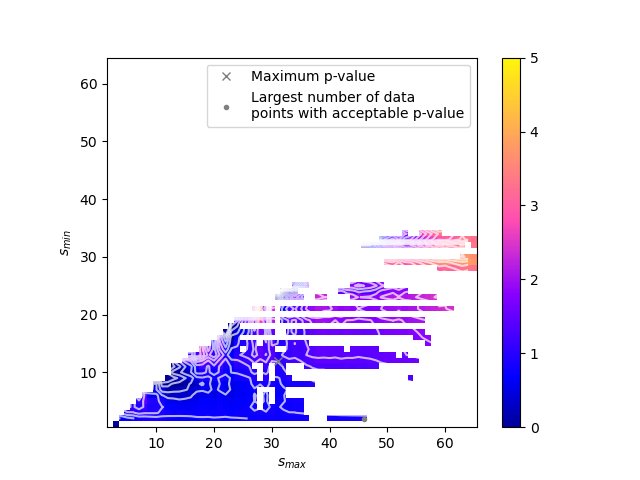 × Maximum p-value
Largest number of data
points with acceptable p-value
60
50
40
30
20
10
s_min
10 20 30 40 50 60
s_max
5
4
3
2
1
0